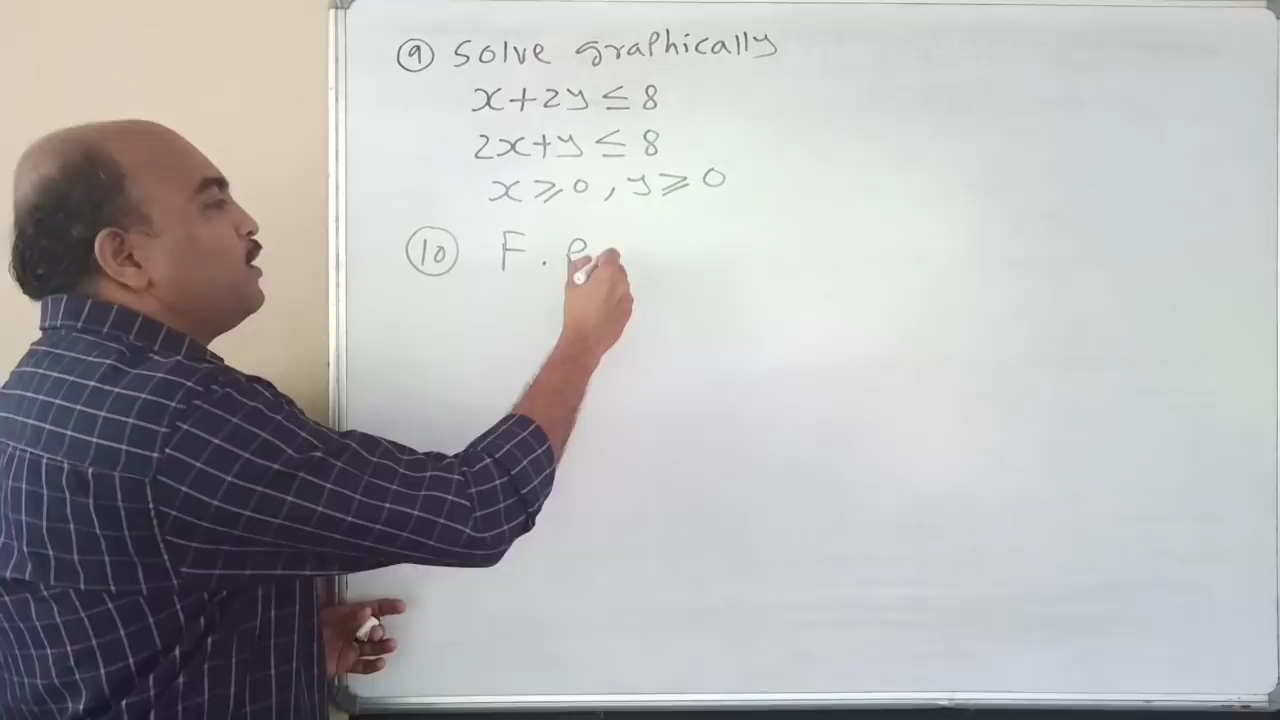 ⑨ Solve graphically
x+2y ≤ 8
2x+y ≤ 8
x ⩾ 0, y ⩾ 0
⑩ F.